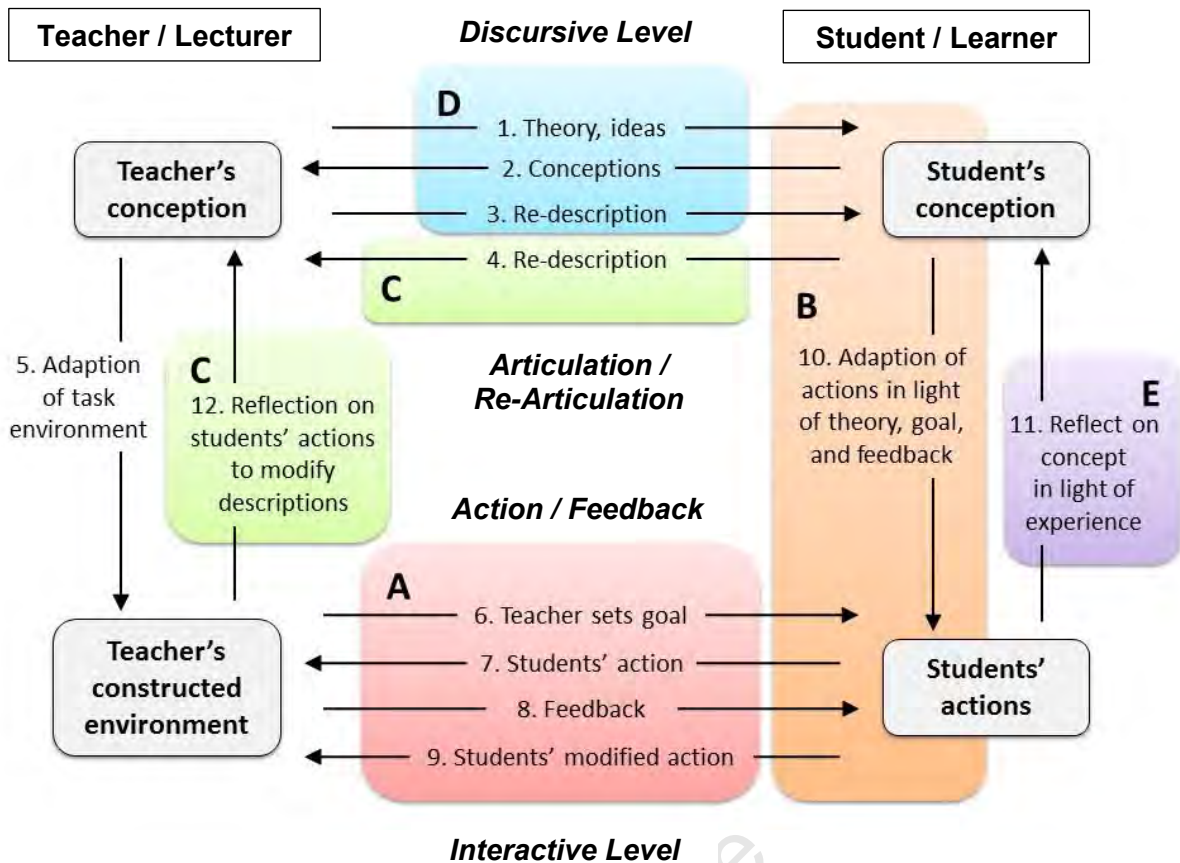 Teacher / Lecturer
Discursive Level
Student / Learner
D
1. Theory, ideas
2. Conceptions
3. Re-description
4. Re-description
C
Teacher's
conception
Student's
conception
B
5. Adaption
of task
environment
C
12. Reflection on
students' actions
to modify
descriptions
Articulation /
Re-Articulation
10. Adaption of
actions in light
of theory, goal,
and feedback
E
11. Reflect on
concept
in light of
experience
Action / Feedback
A
6. Teacher sets goal
7. Students' action
8. Feedback
9. Students' modified action
Teacher's
constructed
environment
Students'
actions
Interactive Level